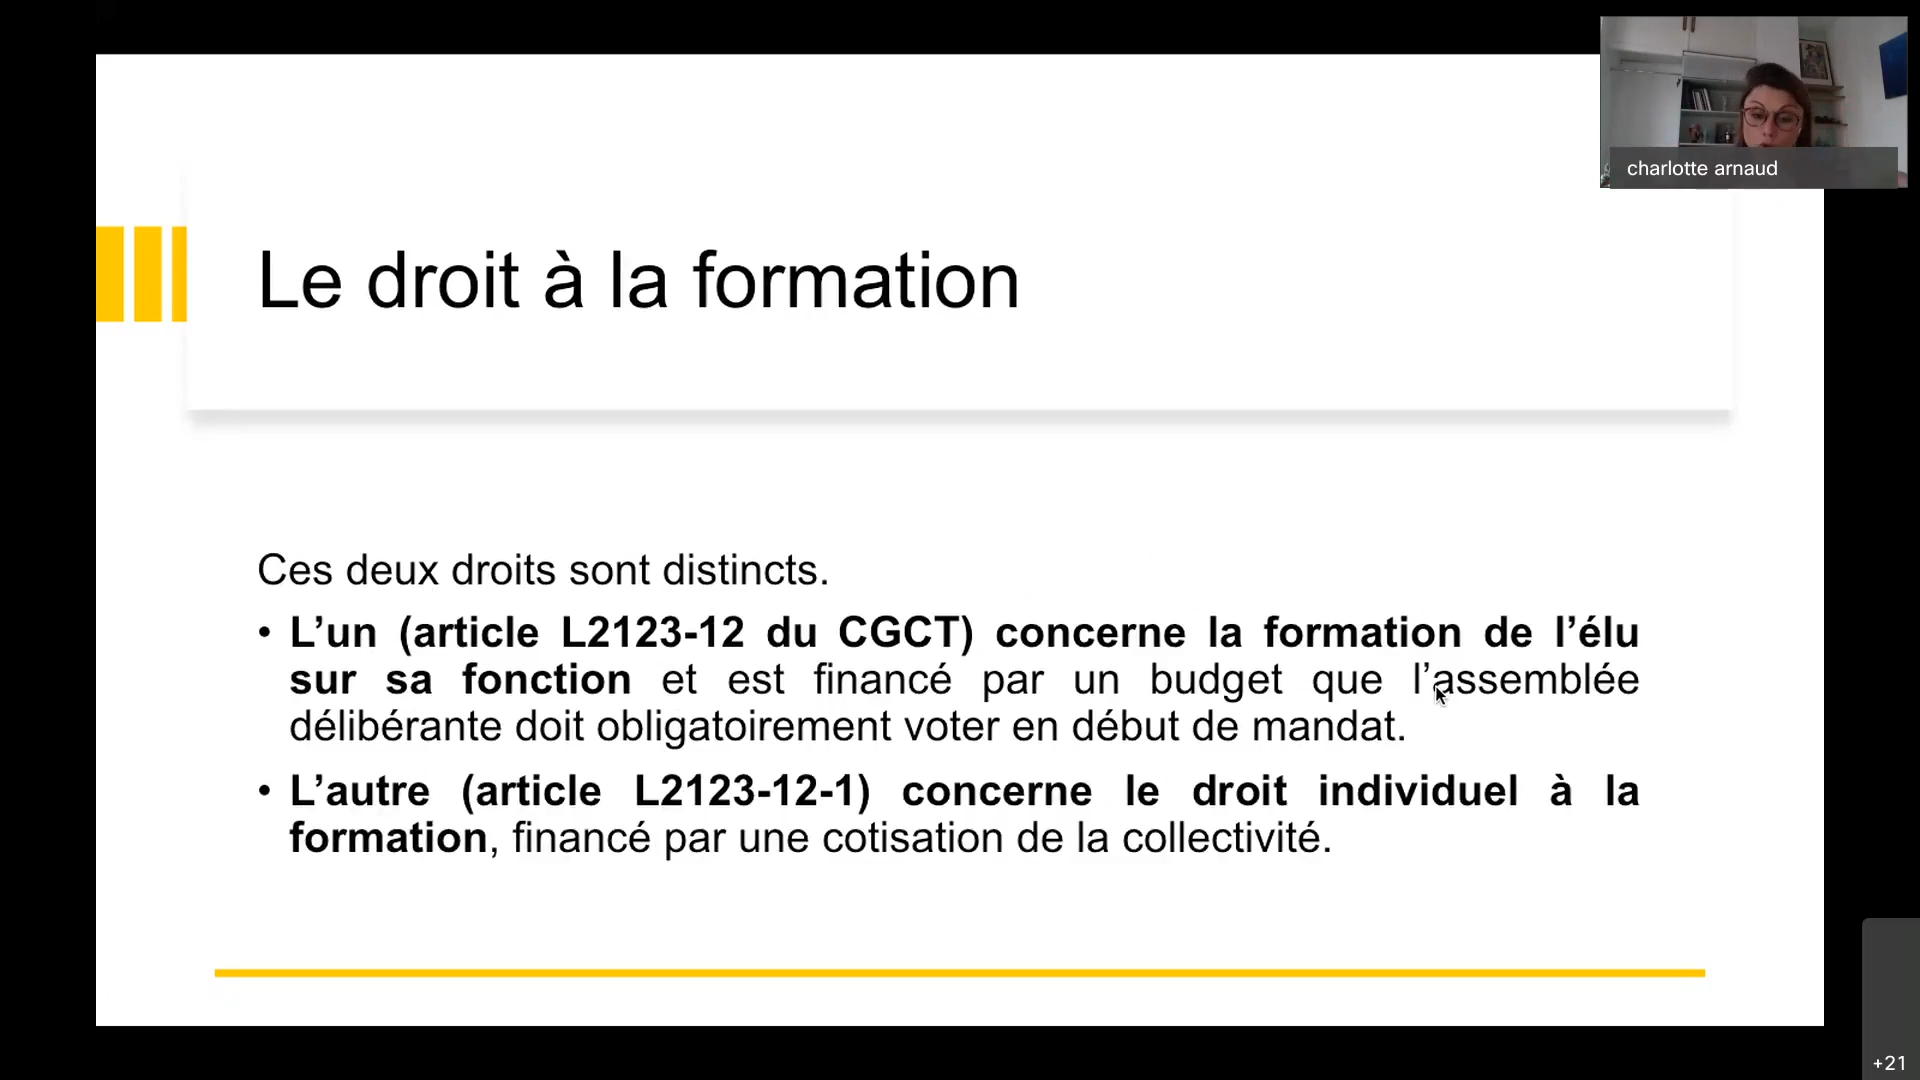 charlotte arnaud
Le droit à la formation
Ces deux droits sont distincts.
• L’un (article L2123-12 du CGCT) concerne la formation de l’élu
sur sa fonction et est financé par un budget que l’assemblée
délibérante doit obligatoirement voter en début de mandat.
• L’autre (article L2123-12-1) concerne le droit individuel à la
formation, financé par une cotisation de la collectivité.
+21